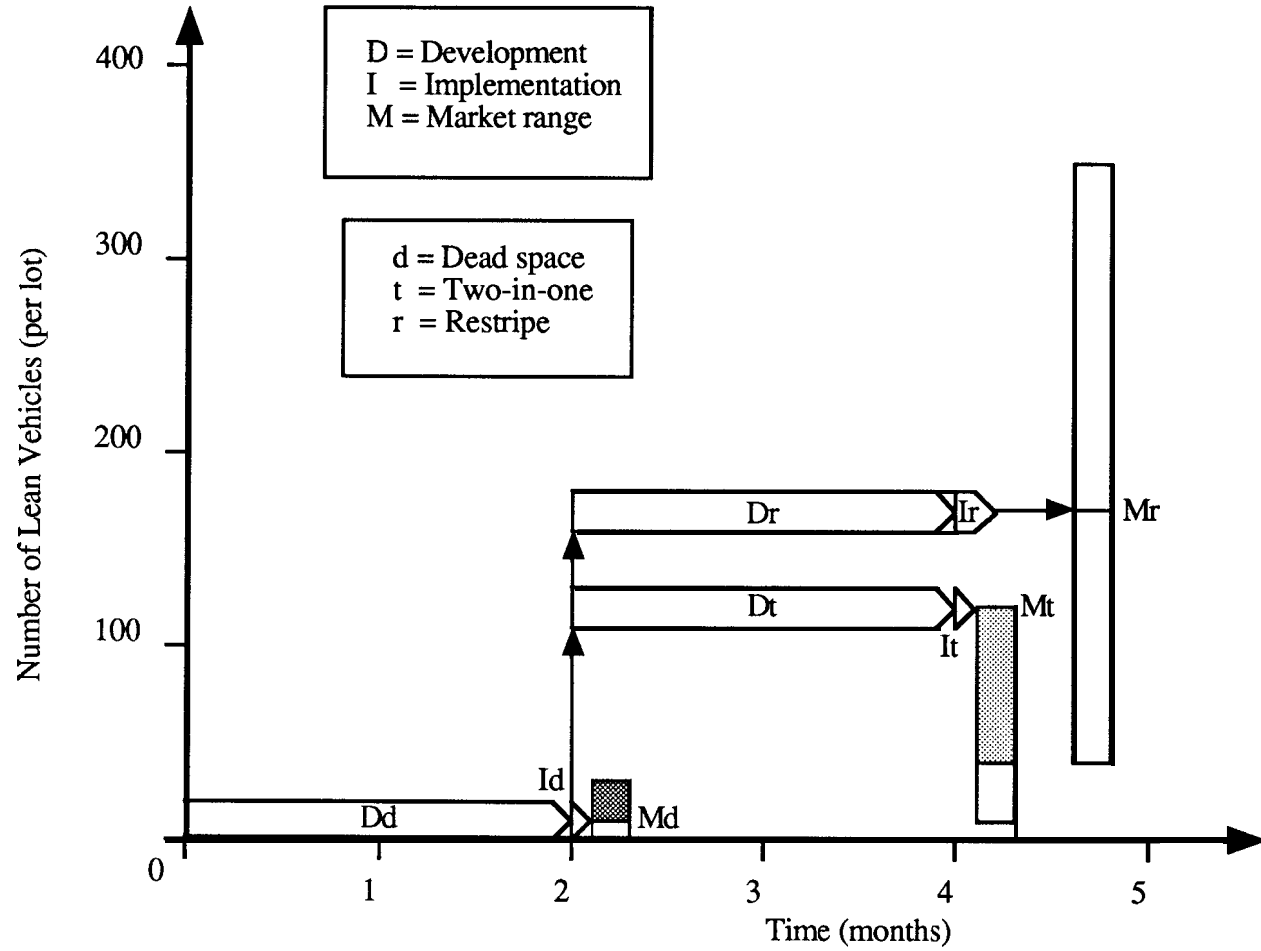 400
D = Development
I = Implementation
M = Market range
300
d = Dead space
t = Two-in-one
r = Restripe
Number of Lean Vehicles (per lot)
200
Dr
Ir
Mr
Dt
Mt
100
It
Id
Dd
Md
0
1
2
3
4
5
Time (months)